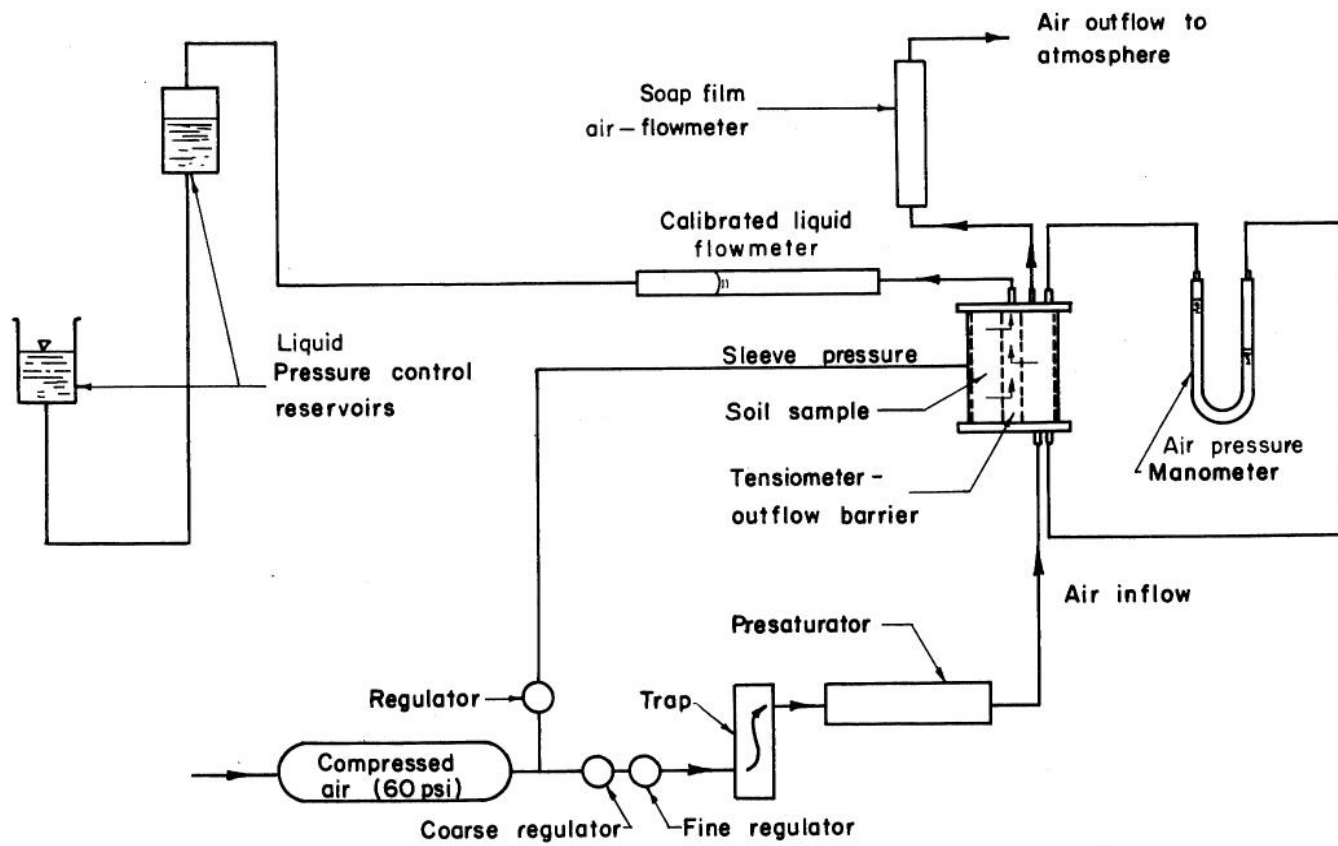 Air outflow to
atmosphere
Soap film
air-flowmeter
Calibrated liquid
flowmeter
Liquid
Pressure control
reservoirs
Sleeve pressure
Soil sample
Tensiometer-
outflow barrier
Air pressure
Manometer
Air inflow
Presaturator
Regulator
Trap
Compressed
air (60 psi)
Coarse regulator
Fine regulator